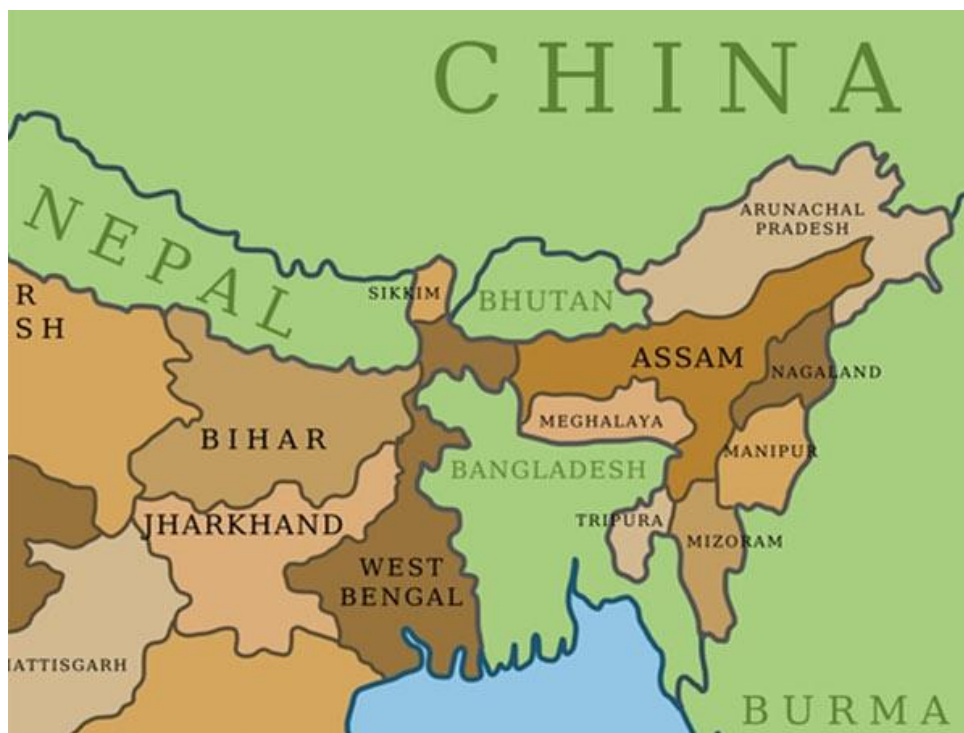 CHINA
NEPAL
ARUNACHAL
PRADESH
R
SH
SIKKIM
BHUTAN
ASSAM
NAGALAND
MEGHALAYA
BIHAR
MANIPUR
BANGLADESH
JHARKHAND
TRIPURA
MIZORAM
WEST
BENGAL
HATTISGARH
BURMA